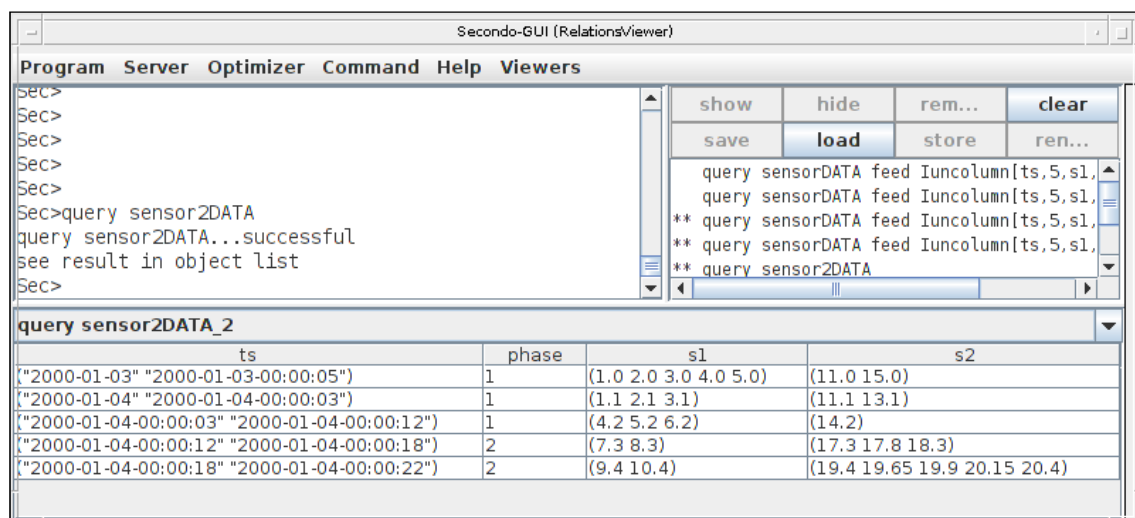 Secondo-GUI (RelationsViewer)
Program Server Optimizer Command Help Viewers
Sec>
Sec>
Sec>
Sec>
Sec>
Sec>query sensor2DATA
query sensor2DATA...successful
see result in object list
Sec>
show hide rem... clear
save load store ren...
query sensorDATA feed Iuncolumn[ts,5,s1,
query sensorDATA feed Iuncolumn[ts,5,s1,
** query sensorDATA feed Iuncolumn[ts,5,s1,
** query sensorDATA feed Iuncolumn[ts,5,s1,
** query sensor2DATA
query sensor2DATA_2
ts phase s1 s2
("2000-01-03" "2000-01-03-00:00:05") 1 (1.0 2.0 3.0 4.0 5.0) (11.0 15.0)
("2000-01-04" "2000-01-04-00:00:03") 1 (1.1 2.1 3.1) (11.1 13.1)
("2000-01-04-00:00:03" "2000-01-04-00:00:12") 1 (4.2 5.2 6.2) (14.2)
("2000-01-04-00:00:12" "2000-01-04-00:00:18") 2 (7.3 8.3) (17.3 17.8 18.3)
("2000-01-04-00:00:18" "2000-01-04-00:00:22") 2 (9.4 10.4) (19.4 19.65 19.9 20.15 20.4)